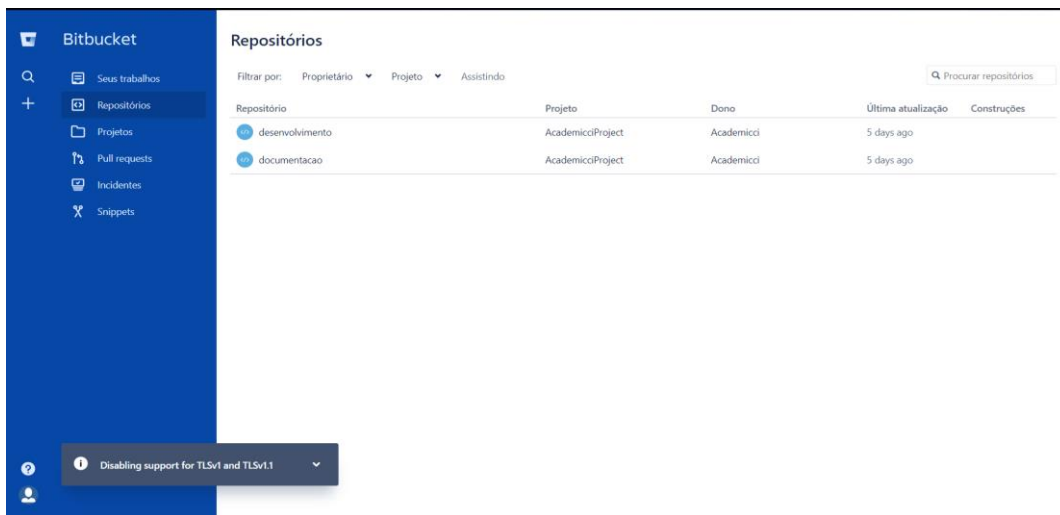 Bitbucket
Seus trabalhos
Repositórios
Projetos
Pull requests
Incidentes
Snippets
Disabling support for TLSv1 and TLSv1.1
Repositórios
Filtrar por: Proprietário Projeto Assistindo Procurar repositórios
Repositório Projeto Dono Última atualização Construções
desenvolvimento AcademicciProject Academicci 5 days ago
documentacao AcademicciProject Academicci 5 days ago